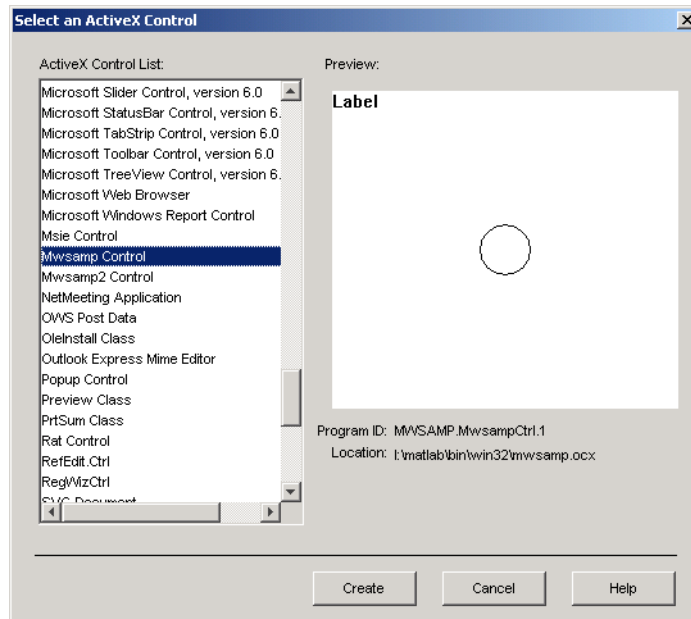 Select an ActiveX Control
ActiveX Control List:
Microsoft Slider Control, version 6.0
Microsoft StatusBar Control, version 6.
Microsoft TabStrip Control, version 6.0
Microsoft Toolbar Control, version 6.0
Microsoft TreeView Control, version 6.
Microsoft Web Browser
Microsoft Windows Report Control
Msie Control
Mwsamp Control
Mwsamp2 Control
NetMeeting Application
OWS Post Data
OleInstall Class
Outlook Express Mime Editor
Popup Control
Preview Class
PrtSum Class
Rat Control
RefEdit.Ctrl
RegWizCtrl
SVG Document
Preview:
Label
Program ID: MWSAMP.MwsampCtrl.1
Location: I:\matlab\bin\win32\mwsamp.ocx
Create
Cancel
Help